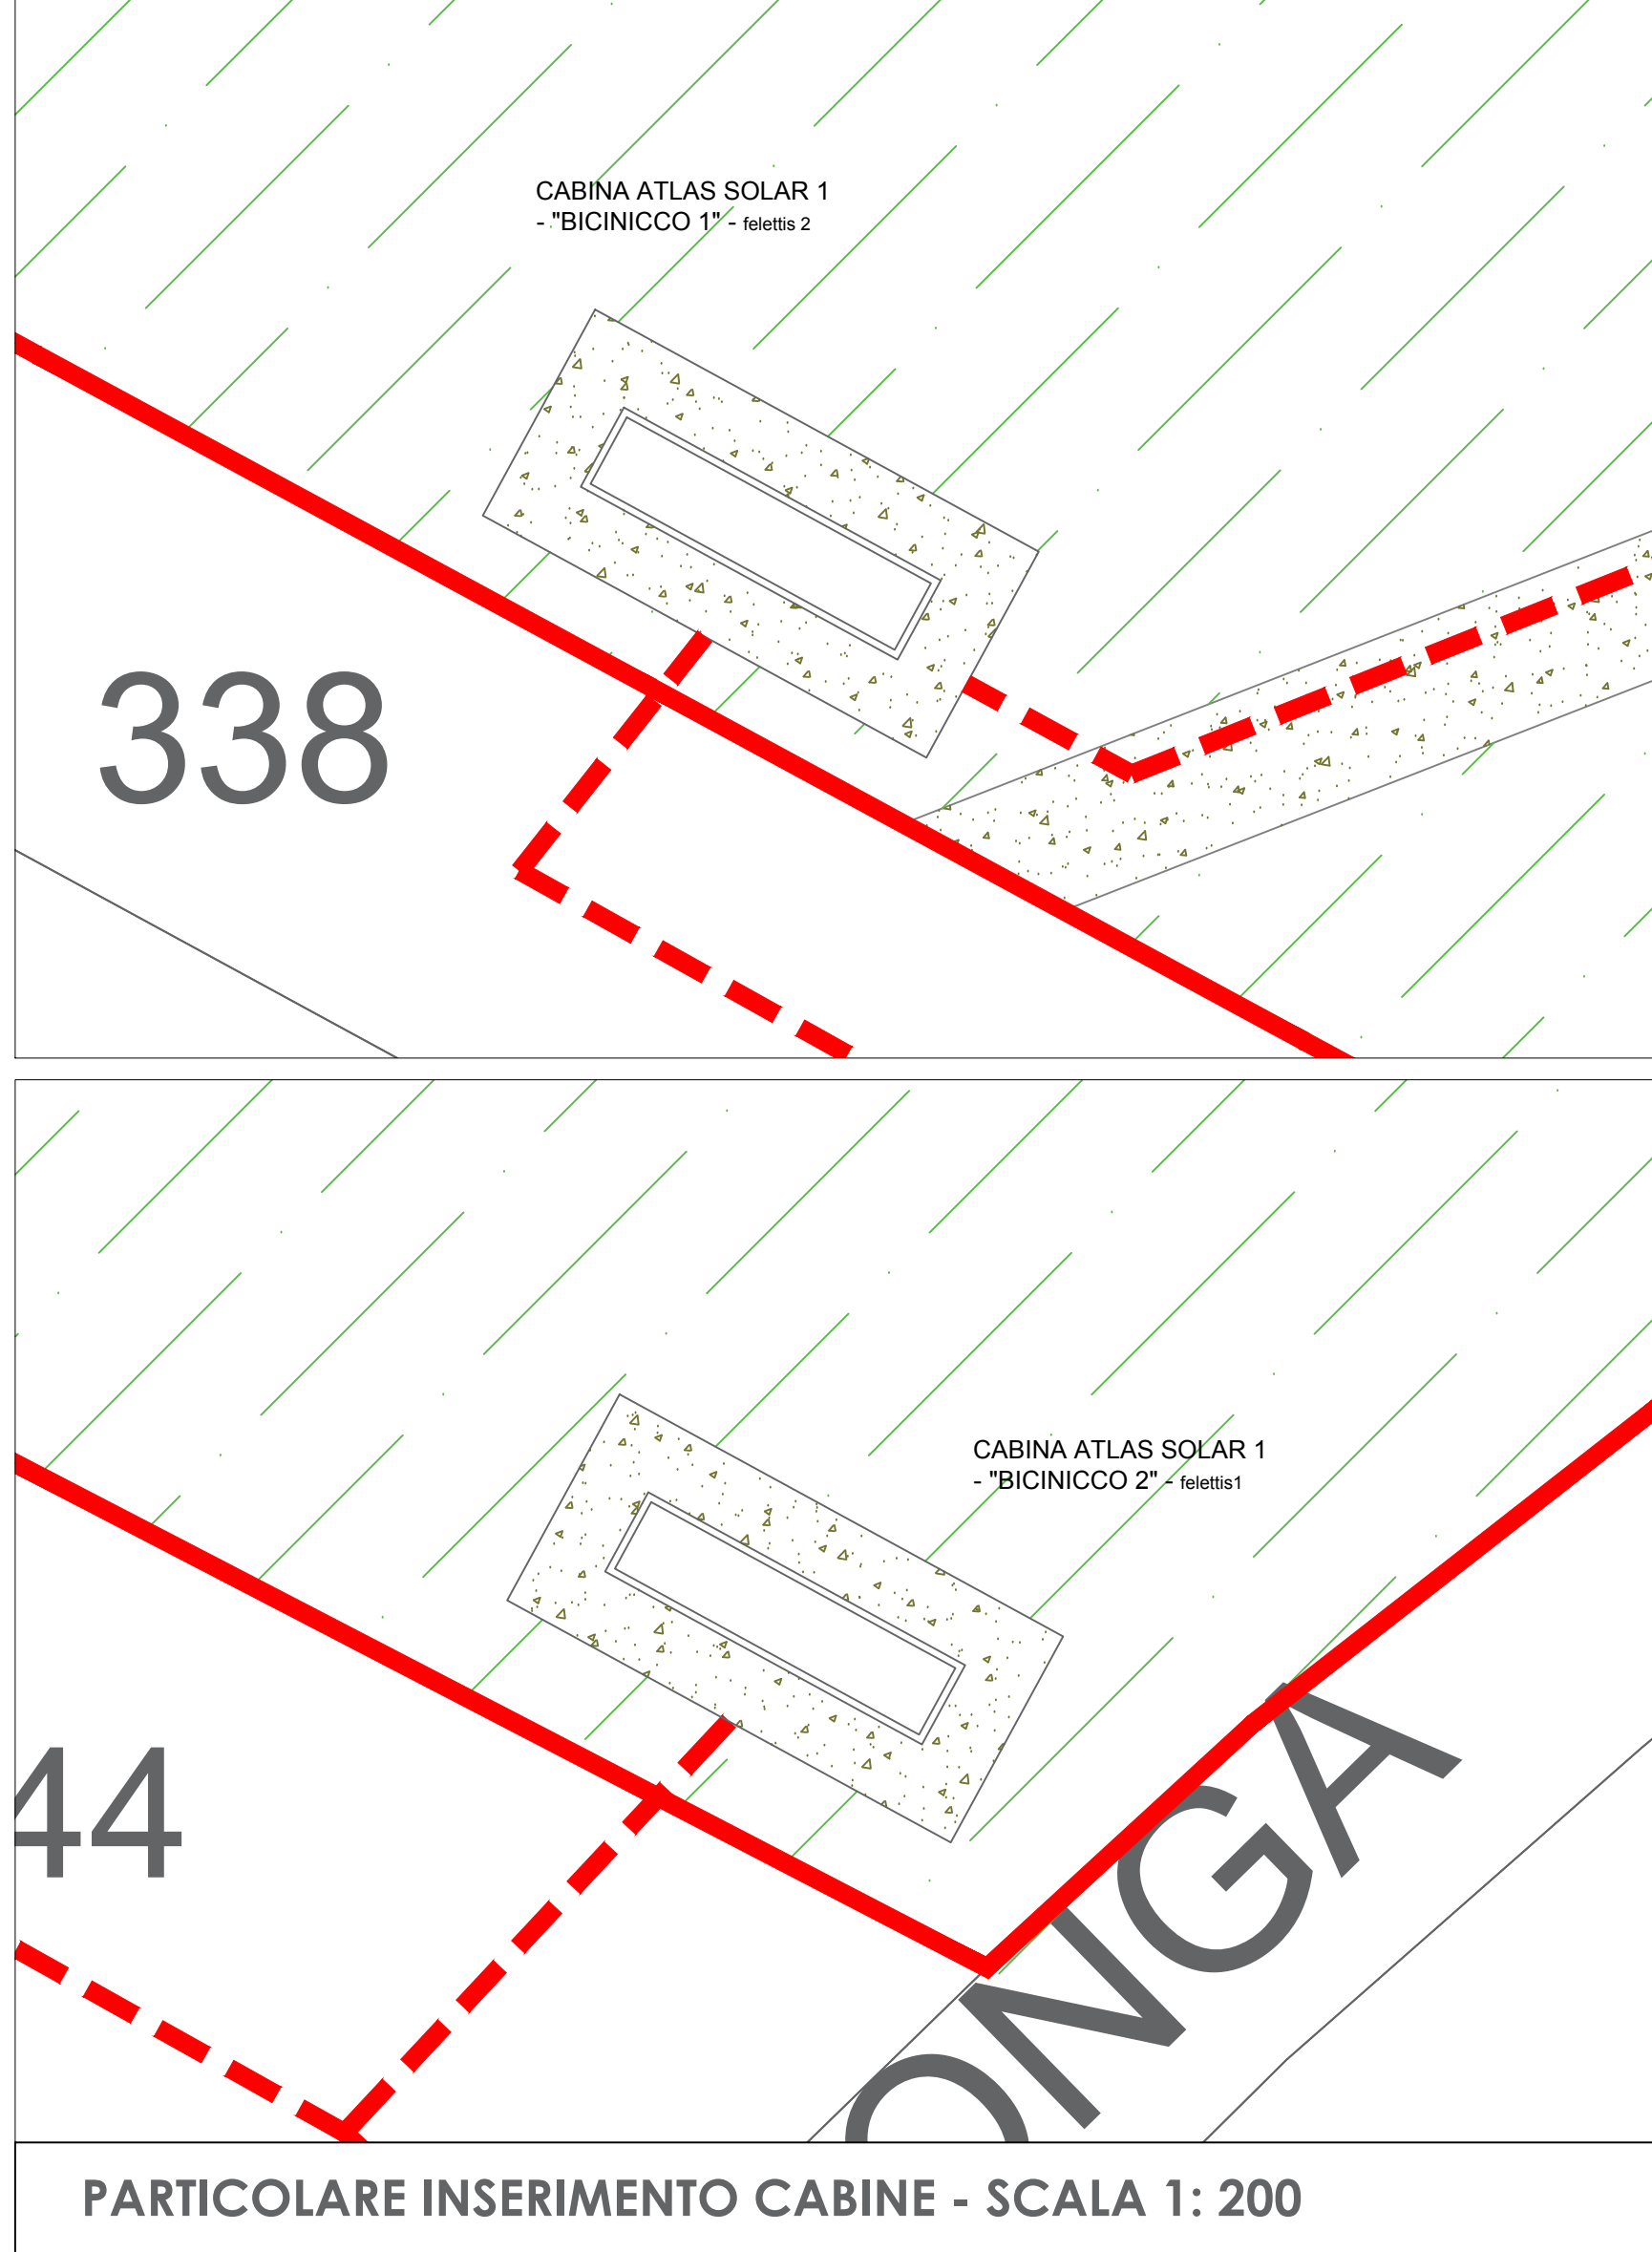 CABINA ATLAS SOLAR 1
- "BICINICCO 1" - felettis 2
338
CABINA ATLAS SOLAR 1
- "BICINICCO 2" - felettis1
44
ONGA
PARTICOLARE INSERIMENTO CABINE - SCALA 1: 200